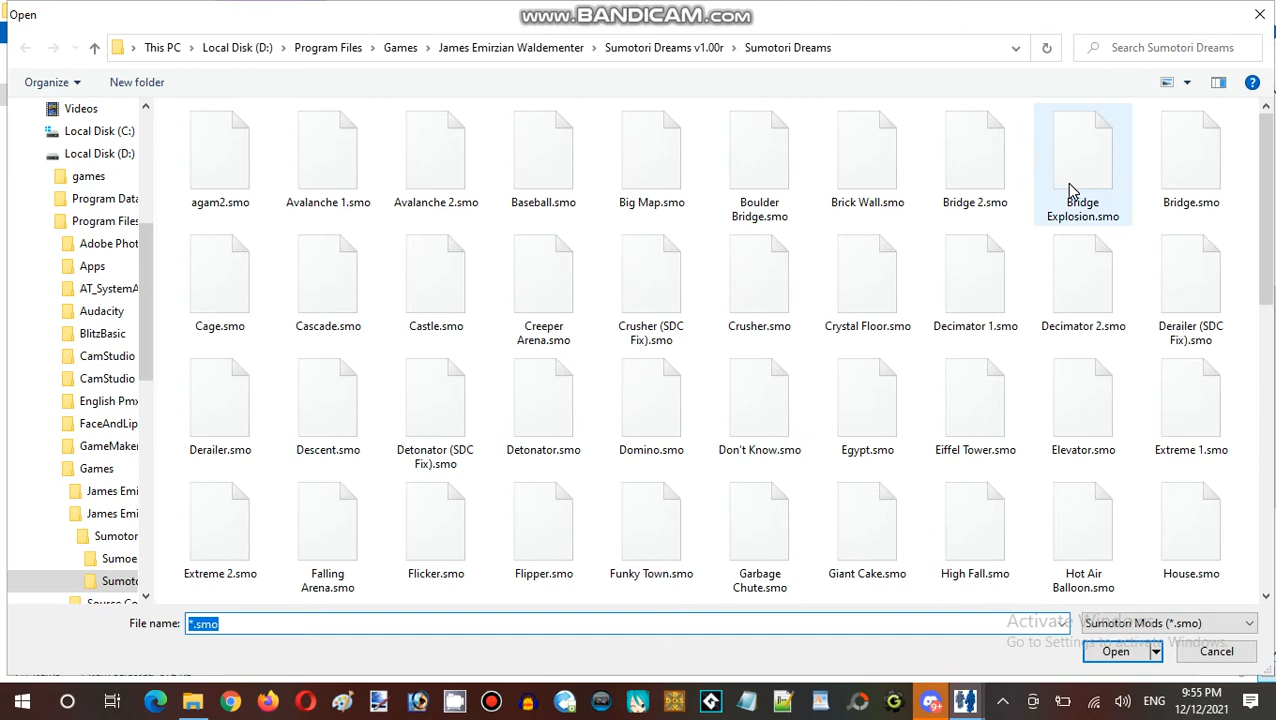 Open
www.BANDICAM.com
This PC > Local Disk (D:) > Program Files > Games > James Emirzian Waldementer > Sumotori Dreams v1.00r > Sumotori Dreams
Search Sumotori Dreams
Organize
New folder
Videos
Local Disk (C:)
Local Disk (D:)
games
Program Data
Program Files
Adobe Phot
Apps
AT_SystemA
Audacity
BlitzBasic
CamStudio
CamStudio
English Pmx
FaceAndLip
GameMaker
Games
James Emi
James Emi
Sumotor
Sumoe
Sumoto
Source Co
agam2.smo
Avalanche 1.smo
Avalanche 2.smo
Baseball.smo
Big Map.smo
Boulder
Bridge.smo
Brick Wall.smo
Bridge 2.smo
Bridge
Explosion.smo
Bridge.smo
Cage.smo
Cascade.smo
Castle.smo
Creeper
Arena.smo
Crusher (SDC
Fix).smo
Crusher.smo
Crystal Floor.smo
Decimator 1.smo
Decimator 2.smo
Derailer (SDC
Fix).smo
Derailer.smo
Descent.smo
Detonator (SDC
Fix).smo
Detonator.smo
Domino.smo
Don't Know.smo
Egypt.smo
Eiffel Tower.smo
Elevator.smo
Extreme 1.smo
Extreme 2.smo
Falling
Arena.smo
Flicker.smo
Flipper.smo
Funky Town.smo
Garbage
Chute.smo
Giant Cake.smo
High Fall.smo
Hot Air
Balloon.smo
House.smo
File name:
*.smo
Sumotori Mods (*.smo)
Activate Windows
Go to Settings to activate Windows.
Open
Cancel
ENG
9:55 PM
12/12/2021